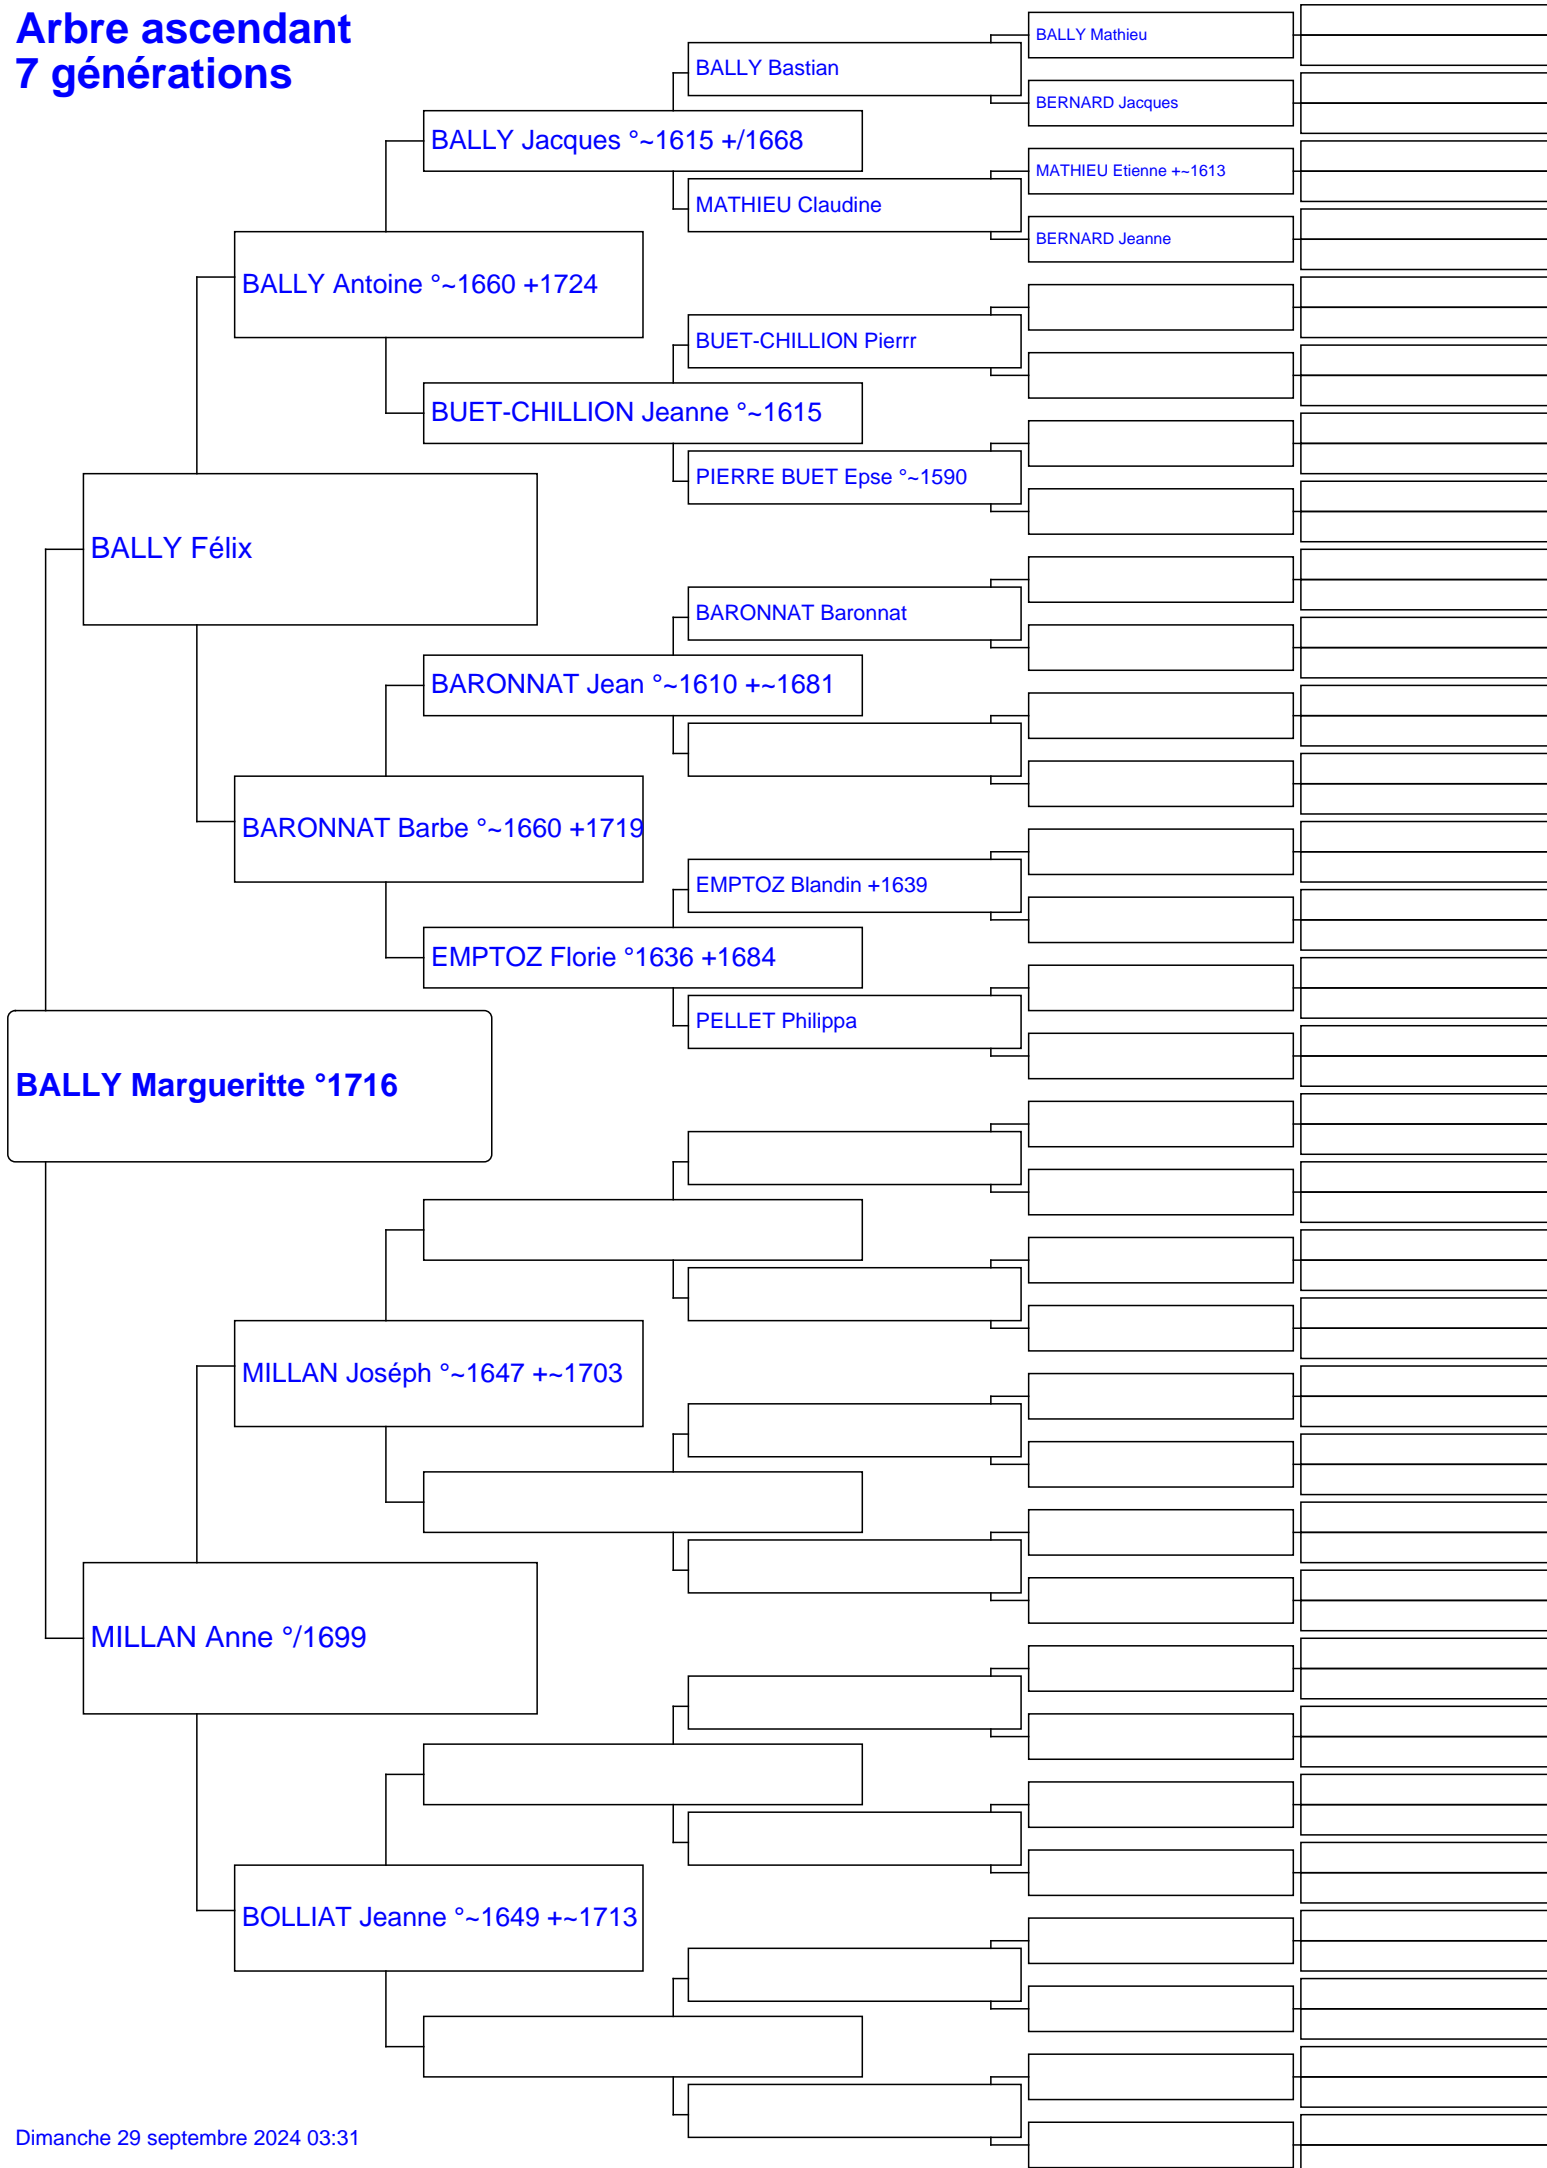 Arbre ascendant
7 générations
BALLY Mathieu
BALLY Bastian
BERNARD Jacques
BALLY Jacques °~1615 +/1668
MATHIEU Etienne +~1613
MATHIEU Claudine
BERNARD Jeanne
BALLY Antoine °~1660 +1724
BUET-CHILLION Pierrr
BUET-CHILLION Jeanne °~1615
PIERRE BUET Epse °~1590
BALLY Félix
BARONNAT Baronnat
BARONNAT Jean °~1610 +~1681
BARONNAT Barbe °~1660 +1719
EMPTOZ Blandin +1639
EMPTOZ Florie °1636 +1684
PELLET Philippa
BALLY Margueritte °1716
MILLAN Joséph °~1647 +~1703
MILLAN Anne °/1699
BOLLIAT Jeanne °~1649 +~1713
Dimanche 29 septembre 2024 03:31